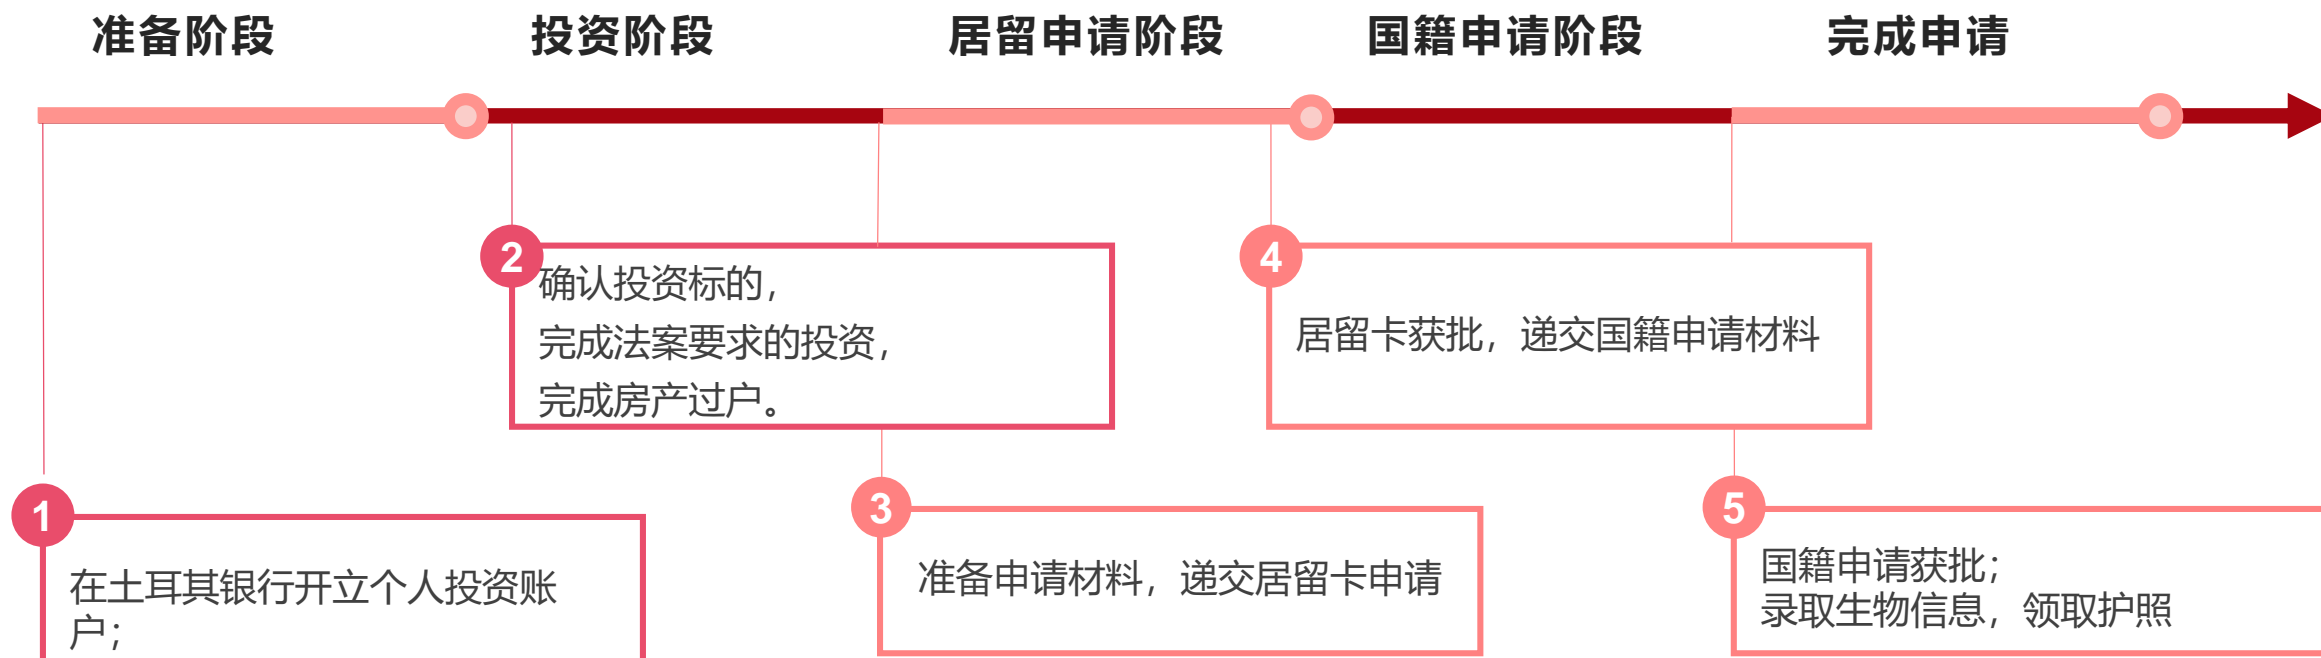 准备阶段
投资阶段
居留申请阶段
国籍申请阶段
完成申请
2
确认投资标的，
完成法案要求的投资，
完成房产过户。
4
居留卡获批，递交国籍申请材料
1
在土耳其银行开立个人投资账
户；
3
准备申请材料，递交居留卡申请
5
国籍申请获批；
录取生物信息，领取护照